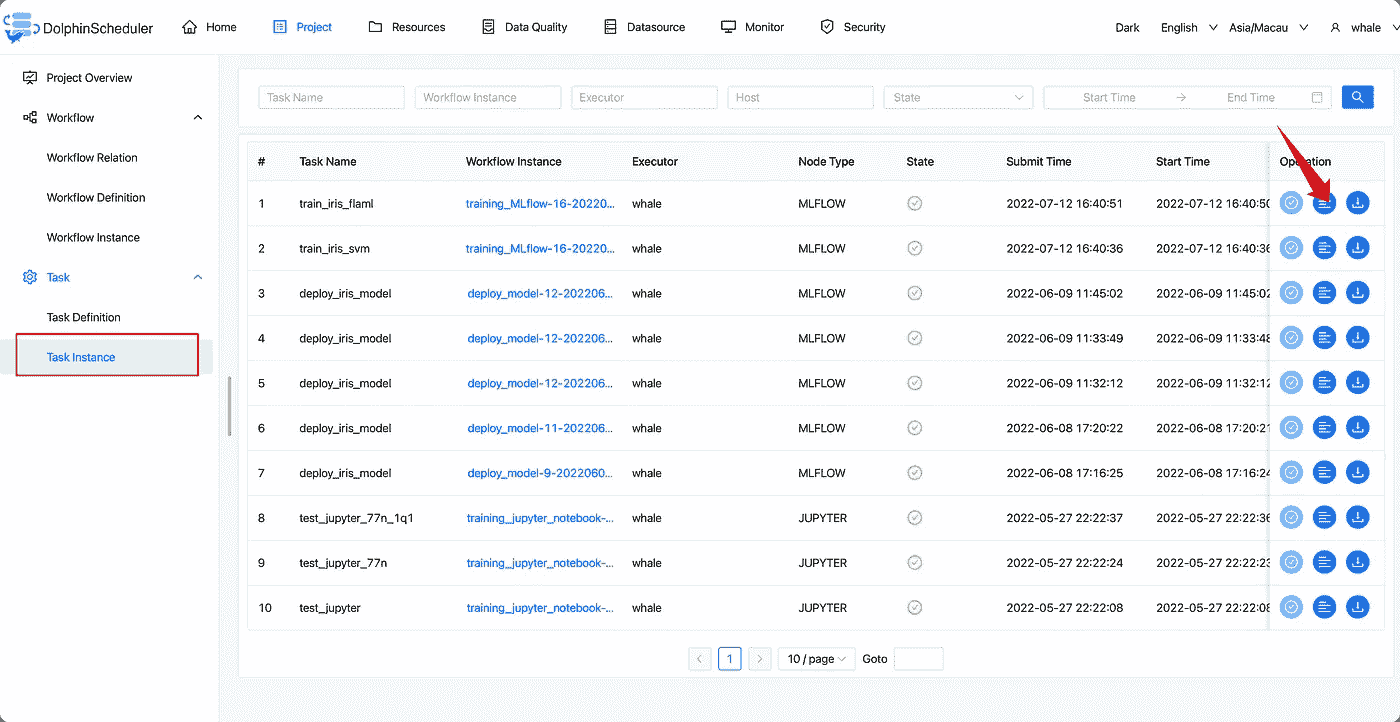 DolphinScheduler Home Project Resources Data Quality Datasource Monitor Security Dark English Asia/Macau whale
Project Overview
Workflow
Workflow Relation
Workflow Definition
Workflow Instance
Task
Task Definition
Task Instance
Task Name Workflow Instance Executor Host State Start Time End Time
# Task Name Workflow Instance Executor Node Type State Submit Time Start Time Operation
1 train_iris_flaml training_MLflow-16-20220... whale MLFLOW 2022-07-12 16:40:51 2022-07-12 16:40:50
2 train_iris_svm training_MLflow-16-20220... whale MLFLOW 2022-07-12 16:40:36 2022-07-12 16:40:36
3 deploy_iris_model deploy_model-12-202206... whale MLFLOW 2022-06-09 11:45:02 2022-06-09 11:45:02
4 deploy_iris_model deploy_model-12-202206... whale MLFLOW 2022-06-09 11:33:49 2022-06-09 11:33:48
5 deploy_iris_model deploy_model-12-202206... whale MLFLOW 2022-06-09 11:32:12 2022-06-09 11:32:12
6 deploy_iris_model deploy_model-11-202206... whale MLFLOW 2022-06-08 17:20:22 2022-06-08 17:20:21
7 deploy_iris_model deploy_model-9-2022060... whale MLFLOW 2022-06-08 17:16:25 2022-06-08 17:16:24
8 test_jupyter_77n_1q1 training_jupyter_notebook-... whale JUPYTER 2022-05-27 22:22:37 2022-05-27 22:22:36
9 test_jupyter_77n training_jupyter_notebook-... whale JUPYTER 2022-05-27 22:22:24 2022-05-27 22:22:23
10 test_jupyter training_jupyter_notebook-... whale JUPYTER 2022-05-27 22:22:08 2022-05-27 22:22:08
1 10 / page Goto